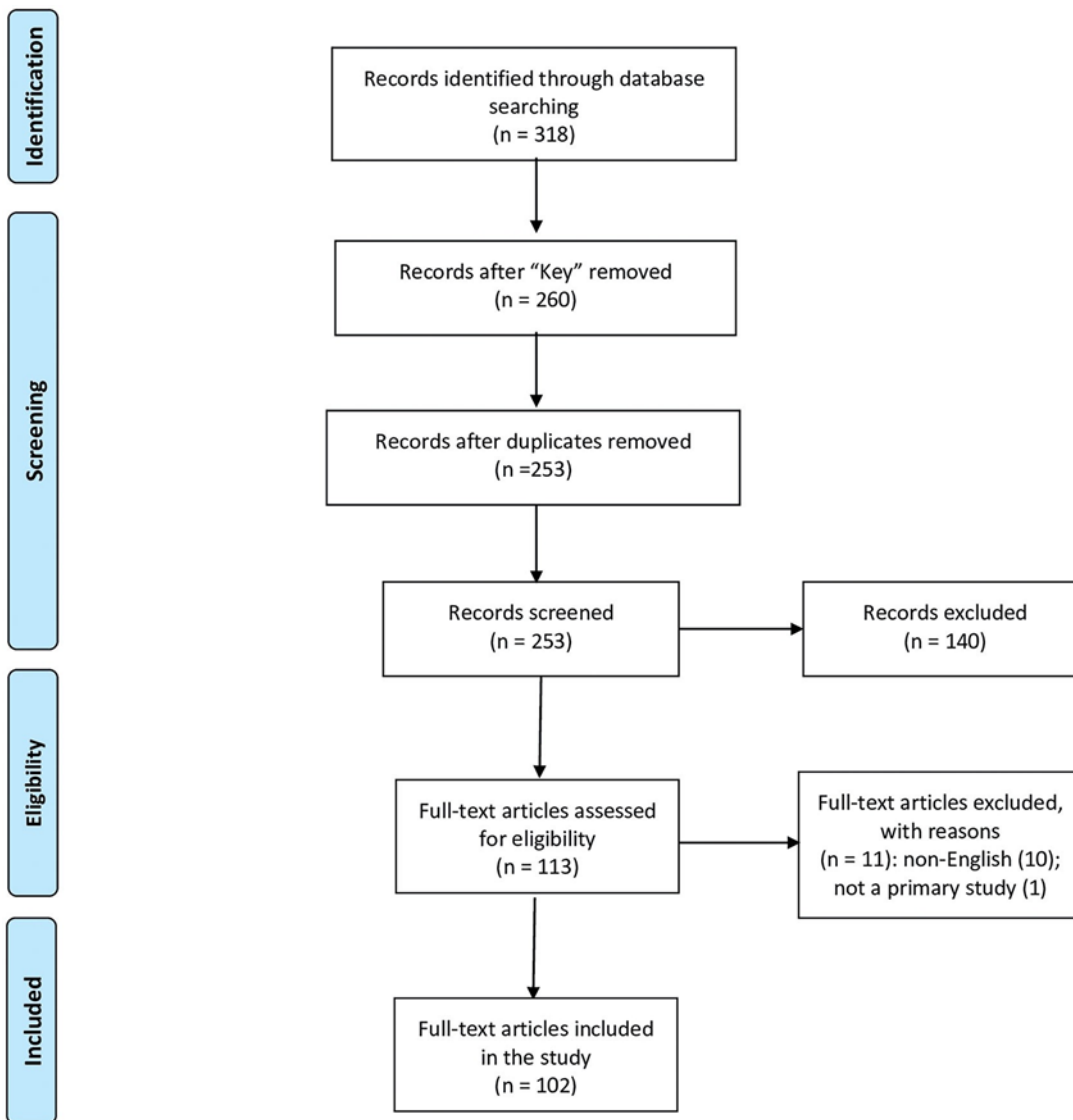 Identification
Records identified through database
searching
(n = 318)
Screening
Records after “Key” removed
(n = 260)
Records after duplicates removed
(n =253)
Records screened
(n = 253)
Records excluded
(n = 140)
Eligibility
Full-text articles assessed
for eligibility
(n = 113)
Full-text articles excluded,
with reasons
(n = 11): non-English (10);
not a primary study (1)
Included
Full-text articles included
in the study
(n = 102)